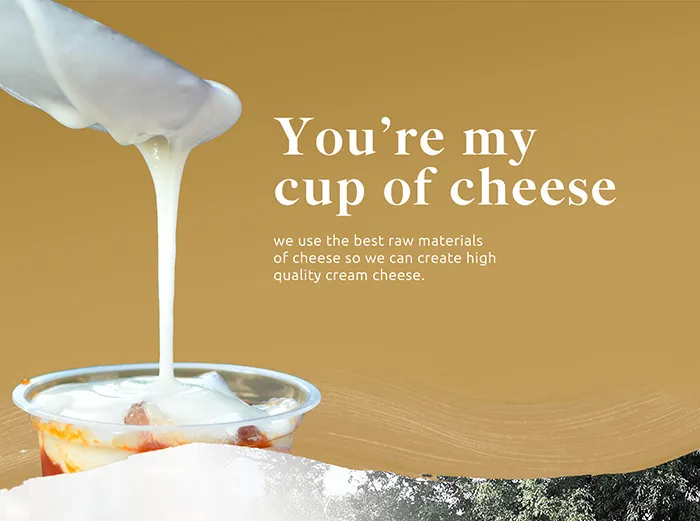 You’re my
cup of cheese
we use the best raw materials
of cheese so we can create high
quality cream cheese.